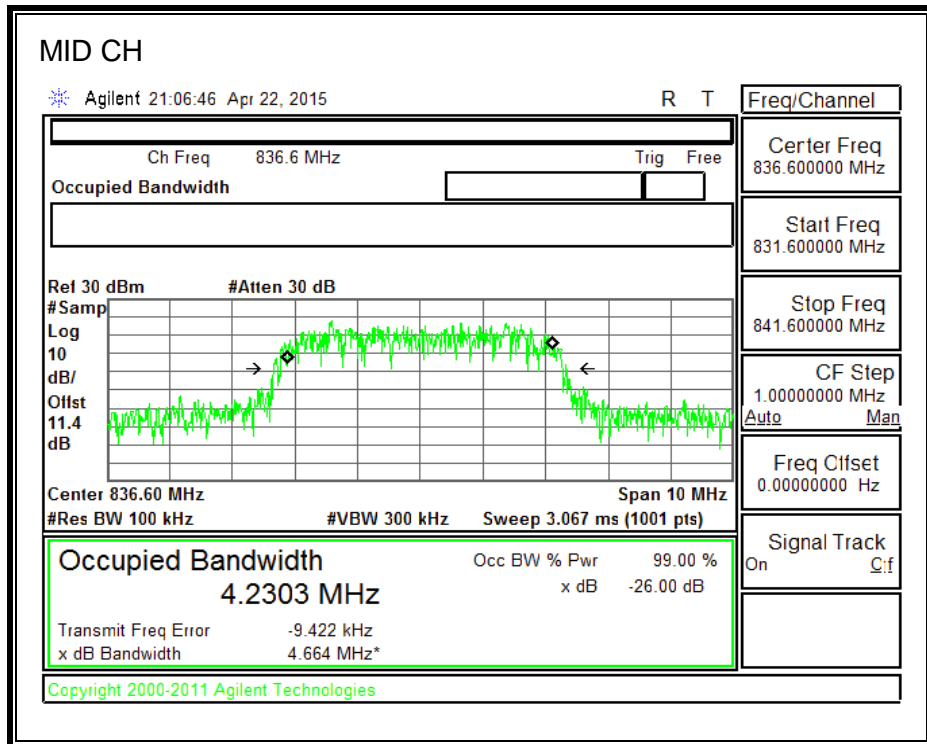 MID CH
Agilent 21:06:46 Apr 22, 2015 R T
Freq/Channel
Ch Freq 836.6 MHz Trig Free
Occupied Bandwidth
Center Freq
836.600000 MHz
Start Freq
831.600000 MHz
Stop Freq
841.600000 MHz
CF Step
1.00000000 MHz
Auto Man
Freq Offset
0.00000000 Hz
Signal Track
On Off
Ref 30 dBm #Atten 30 dB
#Samp
Log
10
dB/
Offst
11.4
dB
Center 836.60 MHz Span 10 MHz
#Res BW 100 kHz #VBW 300 kHz Sweep 3.067 ms (1001 pts)
Occupied Bandwidth Occ BW % Pwr 99.00 %
4.2303 MHz x dB -26.00 dB
Transmit Freq Error -9.422 kHz
x dB Bandwidth 4.664 MHz*
Copyright 2000-2011 Agilent Technologies